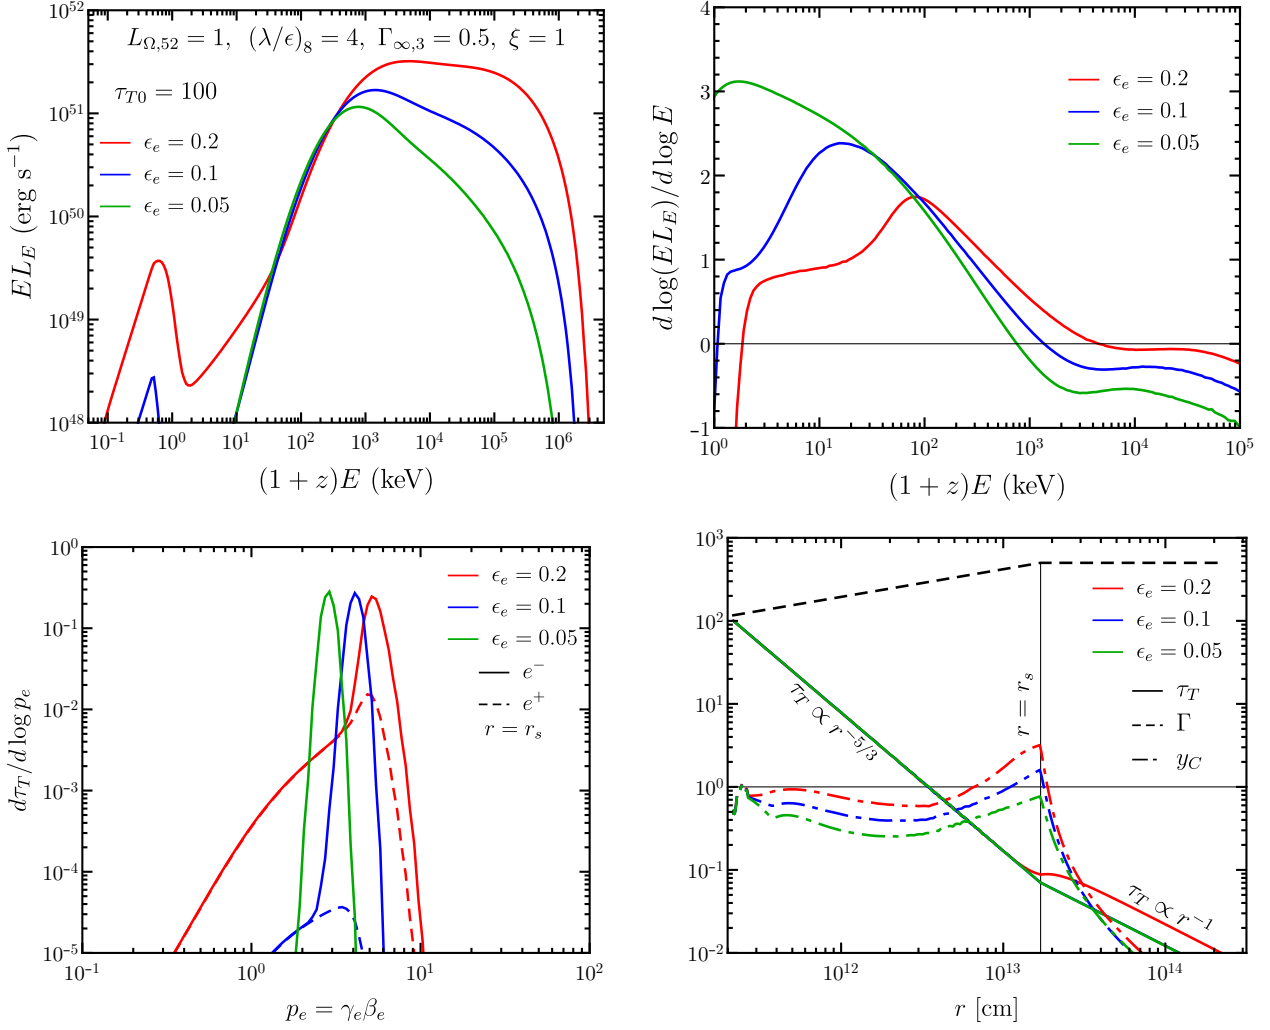 L_{Ω,52} = 1, (λ/ϵ)_8 = 4, Γ_{∞,3} = 0.5, ξ = 1
τ_{T0} = 100
ϵ_e = 0.2
ϵ_e = 0.1
ϵ_e = 0.05
10^{52}
10^{51}
10^{50}
10^{49}
10^{48}
EL_E (erg s^{−1})
10^{-1} 10^0 10^1 10^2 10^3 10^4 10^5 10^6
(1 + z)E (keV)
ϵ_e = 0.2
ϵ_e = 0.1
ϵ_e = 0.05
4
3
2
1
0
-1
d log(EL_E)/d log E
10^0 10^1 10^2 10^3 10^4 10^5
(1 + z)E (keV)
ϵ_e = 0.2
ϵ_e = 0.1
ϵ_e = 0.05
e^−
e^+
r = r_s
10^0
10^{-1}
10^{-2}
10^{-3}
10^{-4}
10^{-5}
dτ_T/d log p_e
10^{-1} 10^0 10^1 10^2
p_e = γ_eβ_e
ϵ_e = 0.2
ϵ_e = 0.1
ϵ_e = 0.05
τ_T
Γ
y_C
r = r_s
τ_T ∝ r^{−5/3}
τ_T ∝ r^{−1}
10^3
10^2
10^1
10^0
10^{-1}
10^{-2}
10^{12} 10^{13} 10^{14}
r [cm]